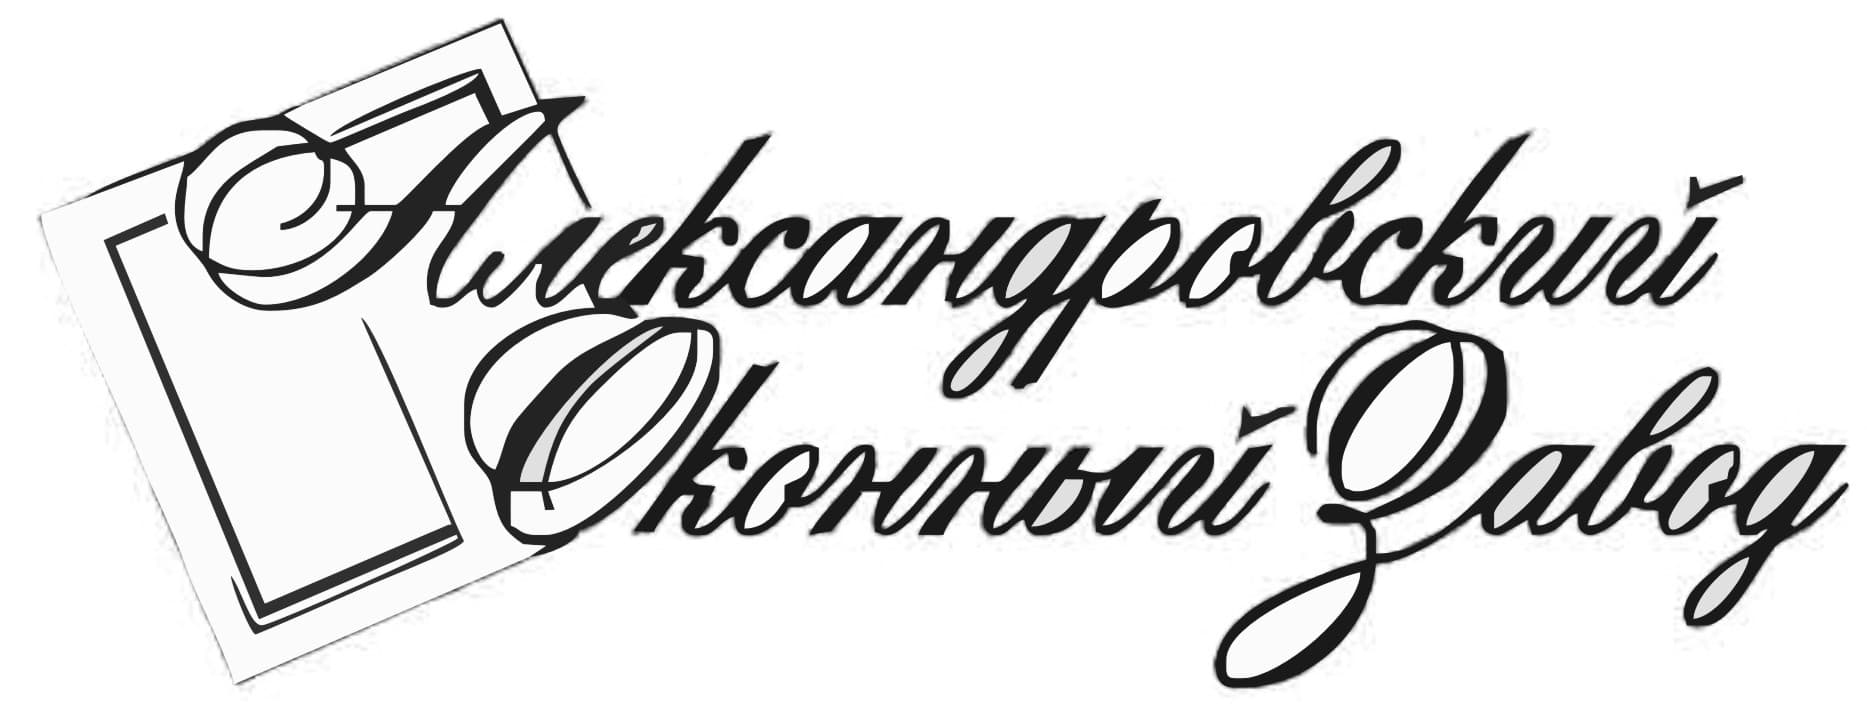 Александровский
Оконный Завод